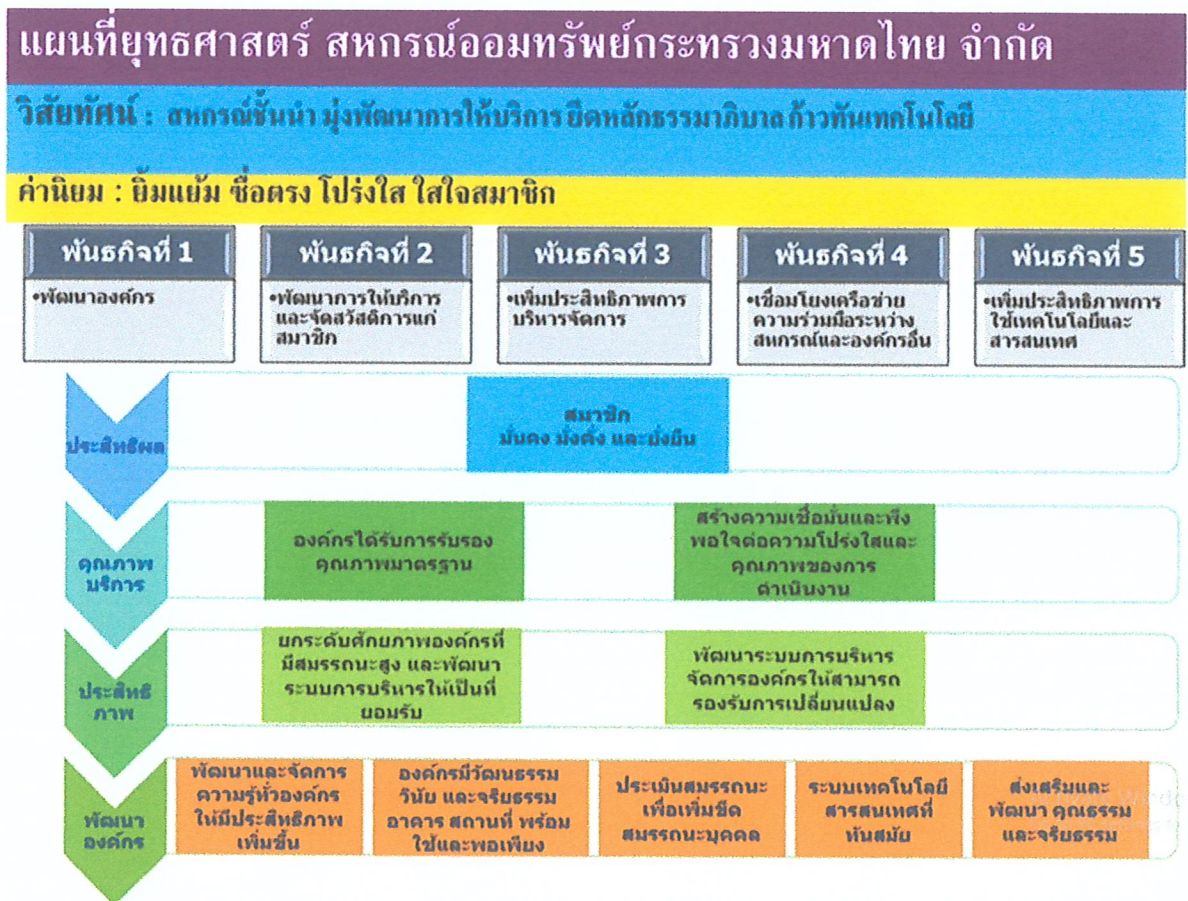 แผนที่ยุทธศาสตร์ สหกรณ์ออมทรัพย์กระทรวงมหาดไทย จำกัด
วิสัยทัศน์ : สหกรณ์ชั้นนำ มุ่งพัฒนาการให้บริการ ยึดหลักธรรมาภิบาล ก้าวทันเทคโนโลยี
ค่านิยม : ยิ้มแย้ม ซื่อตรง โปร่งใส ใส่ใจสมาชิก
พันธกิจที่ 1
•พัฒนาองค์กร
พันธกิจที่ 2
•พัฒนาการให้บริการ
และจัดสวัสดิการแก่
สมาชิก
พันธกิจที่ 3
•เพิ่มประสิทธิภาพการ
บริหารจัดการ
พันธกิจที่ 4
•เชื่อมโยงเครือข่าย
ความร่วมมือระหว่าง
สหกรณ์และองค์กรอื่น
พันธกิจที่ 5
•เพิ่มประสิทธิภาพการ
ใช้เทคโนโลยีและ
สารสนเทศ
ประสิทธิผล
สมาชิก
มั่นคง มั่งคั่ง และยั่งยืน
คุณภาพ
บริการ
องค์กรได้รับการรับรอง
คุณภาพมาตรฐาน
สร้างความเชื่อมั่นและพึง
พอใจต่อความโปร่งใสและ
คุณภาพของการ
ดำเนินงาน
ประสิทธิ
ภาพ
ยกระดับศักยภาพองค์กรที่
มีสมรรถนะสูง และพัฒนา
ระบบการบริหารให้เป็นที่
ยอมรับ
พัฒนาระบบการบริหาร
จัดการองค์กรให้สามารถ
รองรับการเปลี่ยนแปลง
พัฒนา
องค์กร
พัฒนาและจัดการ
ความรู้ทั่วองค์กร
ให้มีประสิทธิภาพ
เพิ่มขึ้น
องค์กรมีวัฒนธรรม
วินัย และจริยธรรม
อาคาร สถานที่ พร้อม
ใช้และพอเพียง
ประเมินสมรรถนะ
เพื่อเพิ่มขีด
สมรรถนะบุคคล
ระบบเทคโนโลยี
สารสนเทศที่
ทันสมัย
ส่งเสริมและ
พัฒนา คุณธรรม
และจริยธรรม